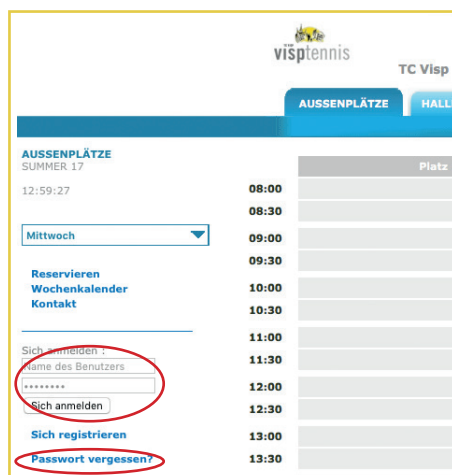 vısptennis
TC Visp
AUSSENPLÄTZE HALL
AUSSENPLÄTZE
SUMMER 17
12:59:27
Mittwoch
Reservieren
Wochenkalender
Kontakt
Sich anmelden :
Name des Benutzers
••••••••
Sich anmelden
Sich registrieren
Passwort vergessen?
Platz
08:00
08:30
09:00
09:30
10:00
10:30
11:00
11:30
12:00
12:30
13:00
13:30